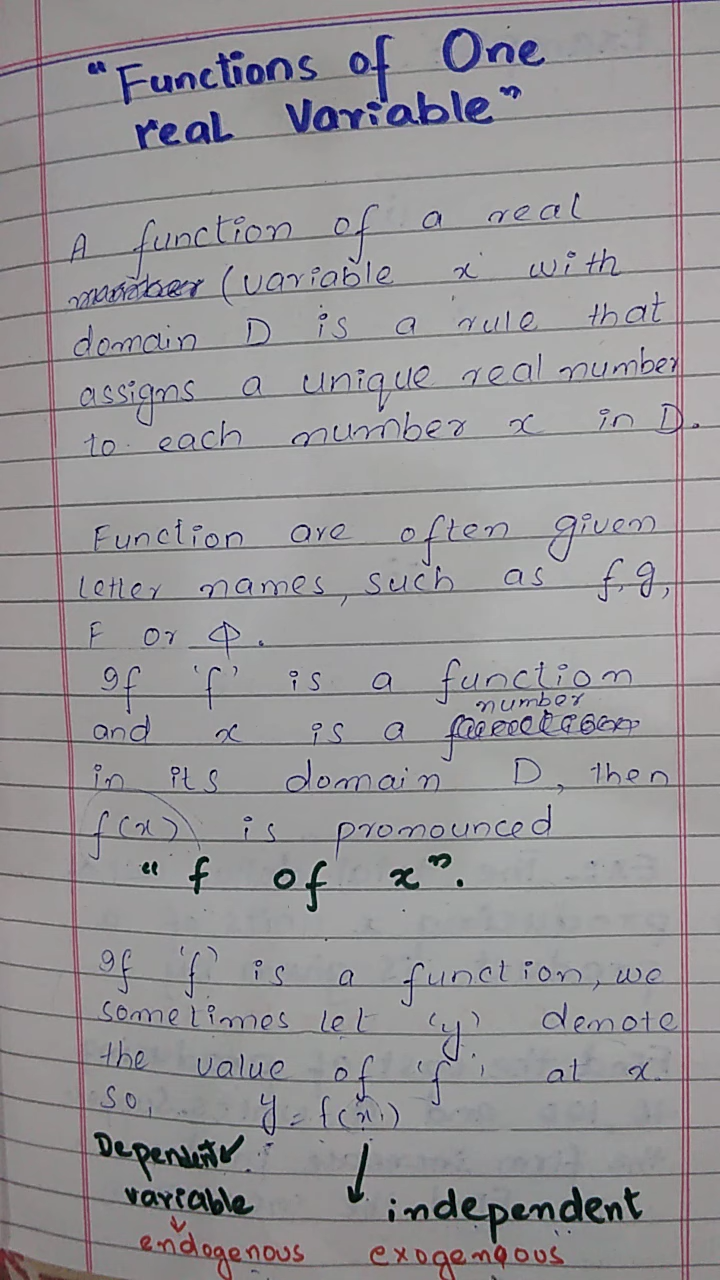 "Functions of One
real Variable"
A function of a real
(variable x with
domain D is a rule that
assigns a unique real number
to each number x in D.
Function are often given
letter names, such as f, g,
F or φ.
If 'f' is a function
number
and x is a
in its domain D, then
f(x) is pronounced
" f of x".
If 'f' is a function, we
sometimes let 'y' denote
the value of 'f' at x.
so, y = f(x)
Dependent
variable
independent
endogenous exogenqous